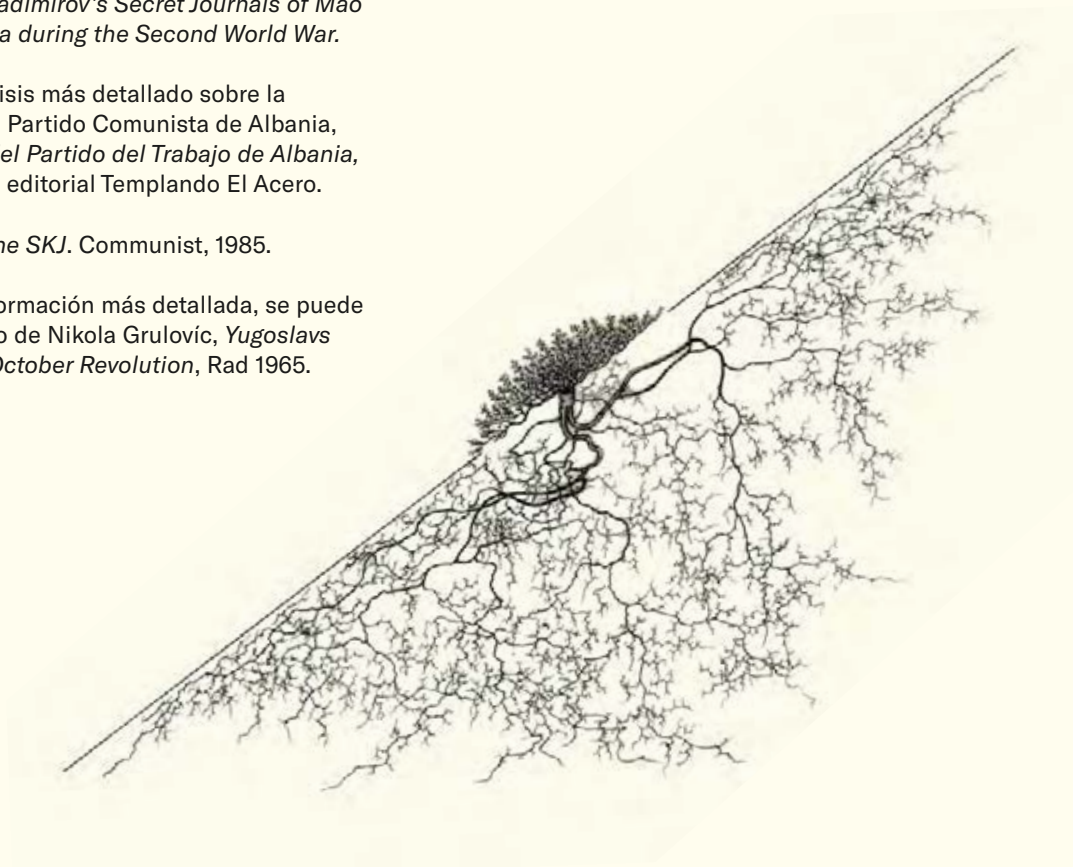 adimirov's Secret Journals of Mao
a during the Second World War.
isis más detallado sobre la
Partido Comunista de Albania,
el Partido del Trabajo de Albania,
editorial Templando El Acero.
ne SKJ. Communist, 1985.
ormación más detallada, se puede
o de Nikola Grulovíc, Yugoslavs
October Revolution, Rad 1965.